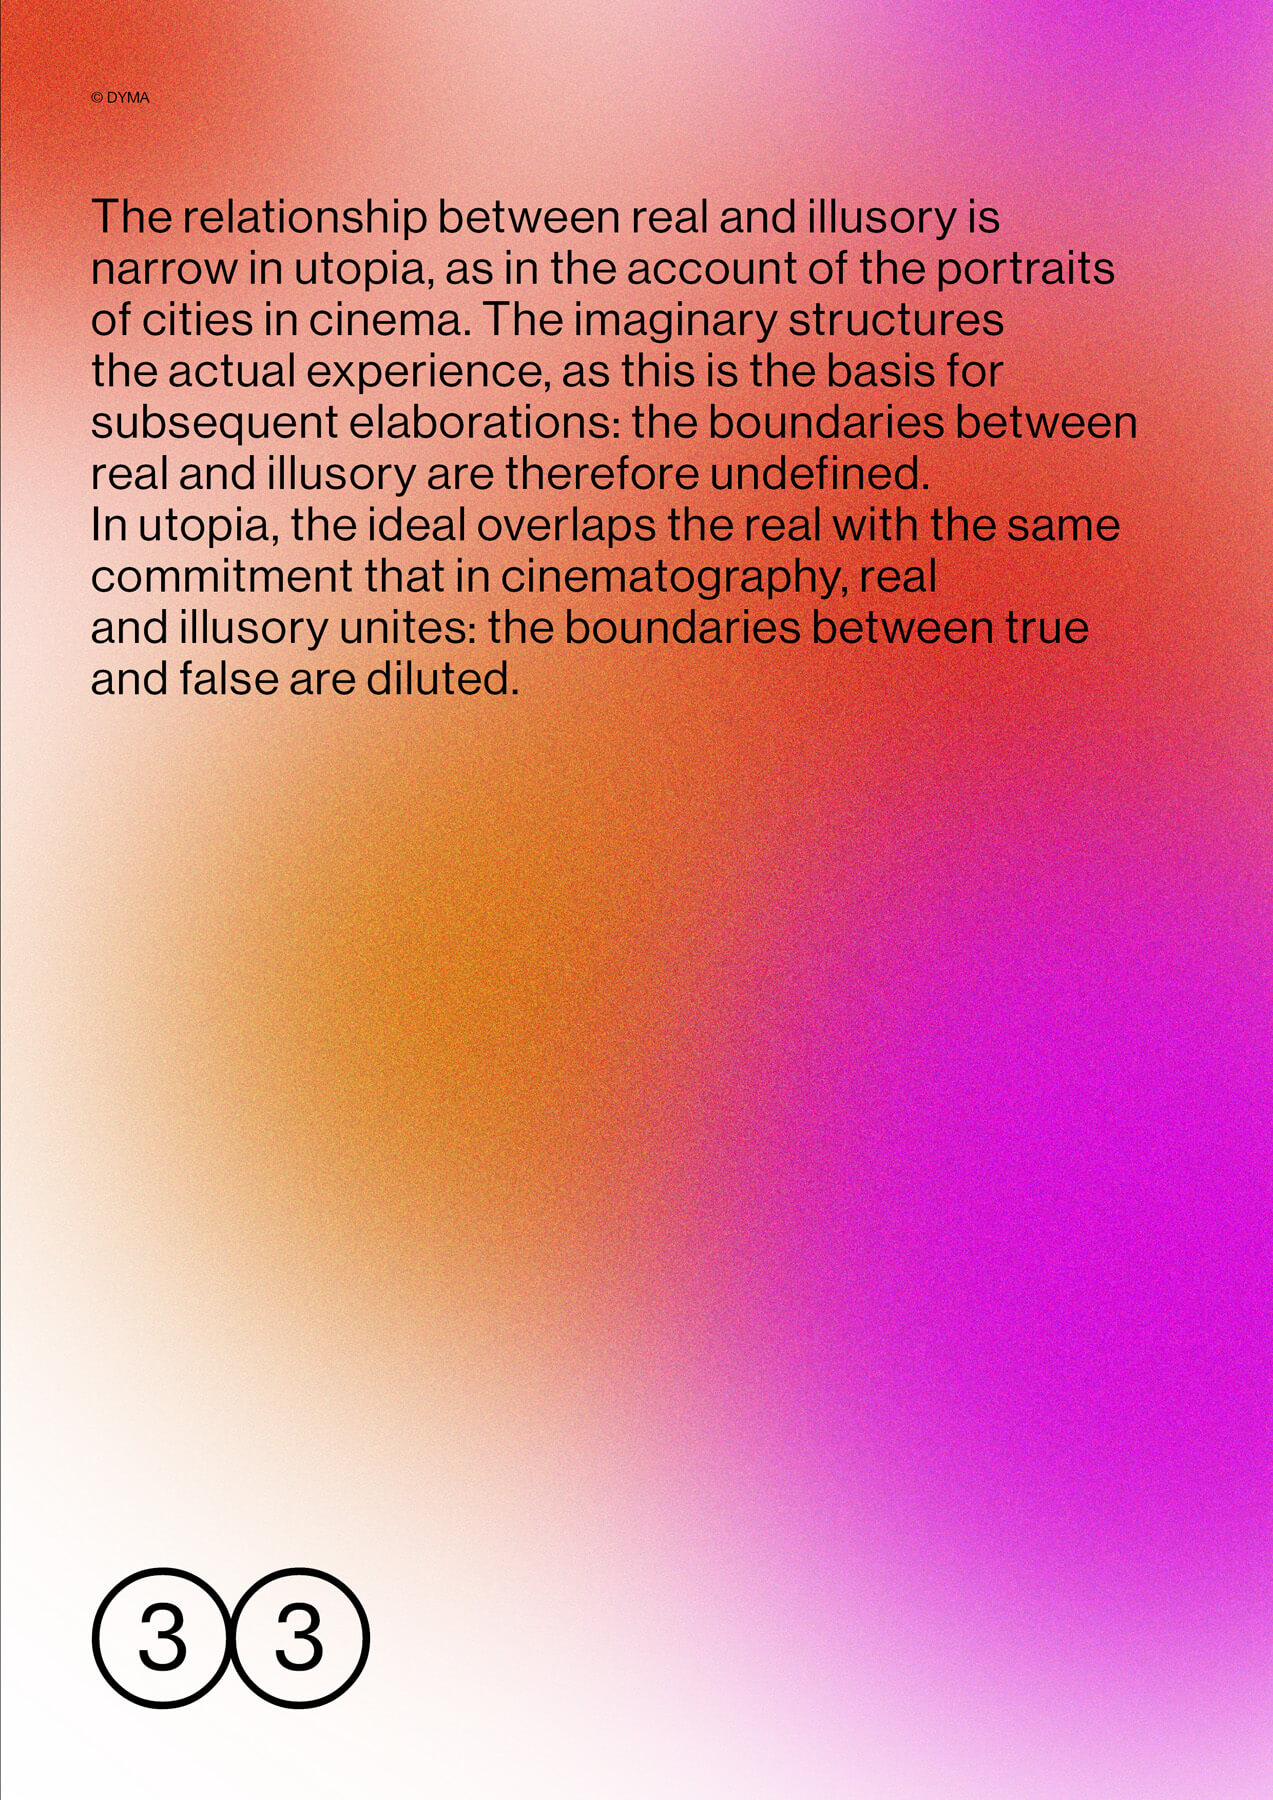 © DYMA
The relationship between real and illusory is
narrow in utopia, as in the account of the portraits
of cities in cinema. The imaginary structures
the actual experience, as this is the basis for
subsequent elaborations: the boundaries between
real and illusory are therefore undefined.
In utopia, the ideal overlaps the real with the same
commitment that in cinematography, real
and illusory unites: the boundaries between true
and false are diluted.
3 3